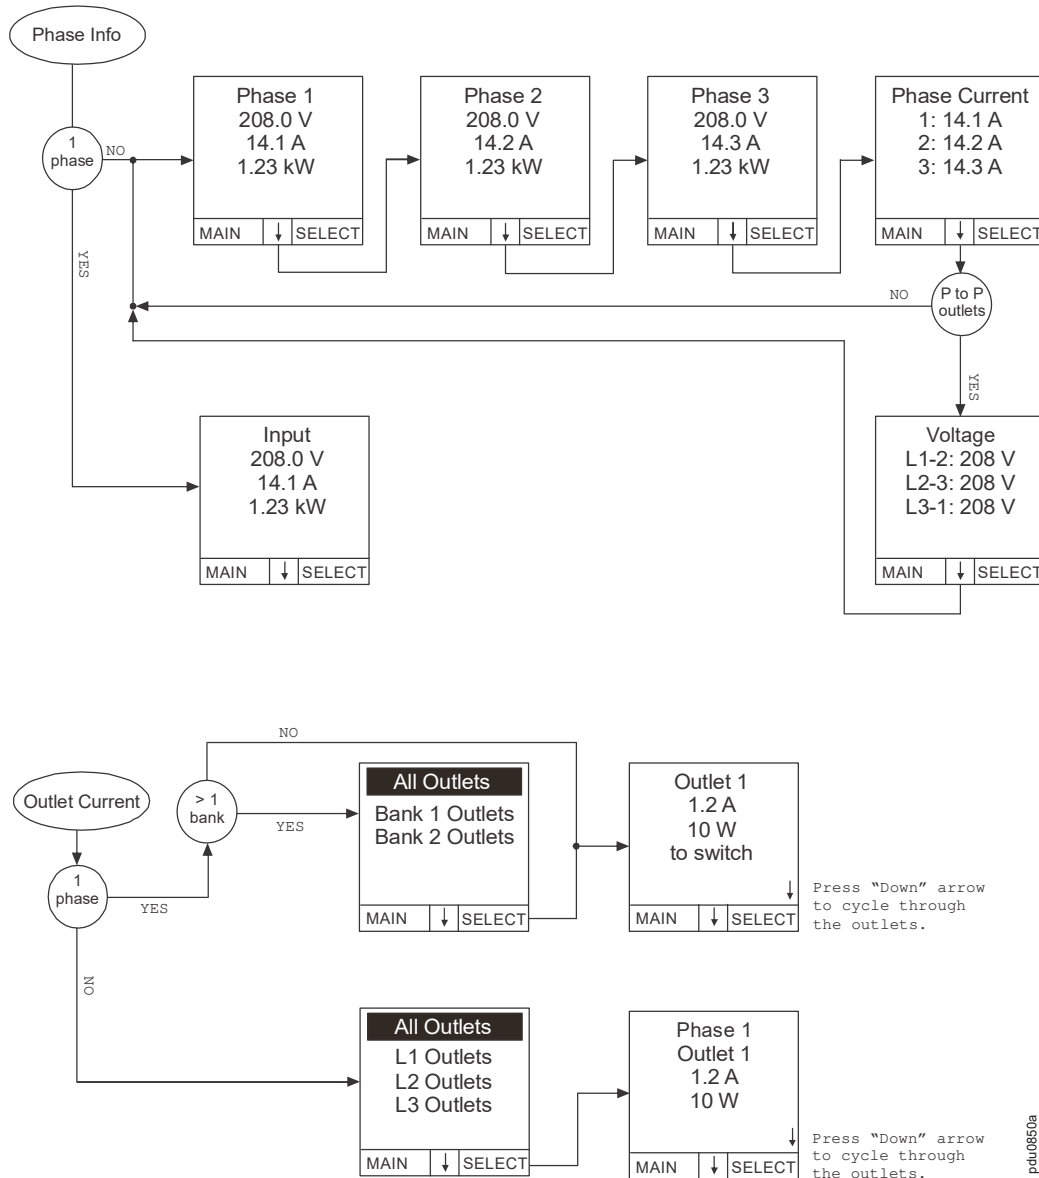 Phase Info
1
phase
NO
YES
Phase 1
208.0 V
14.1 A
1.23 kW
MAIN ↓ SELECT
Phase 2
208.0 V
14.2 A
1.23 kW
MAIN ↓ SELECT
Phase 3
208.0 V
14.3 A
1.23 kW
MAIN ↓ SELECT
Phase Current
1: 14.1 A
2: 14.2 A
3: 14.3 A
MAIN ↓ SELECT
P to P
outlets
NO
YES
Input
208.0 V
14.1 A
1.23 kW
MAIN ↓ SELECT
Voltage
L1-2: 208 V
L2-3: 208 V
L3-1: 208 V
MAIN ↓ SELECT
Outlet Current
1
phase
YES
NO
> 1
bank
NO
YES
All Outlets
Bank 1 Outlets
Bank 2 Outlets
MAIN ↓ SELECT
Outlet 1
1.2 A
10 W
to switch
↓
MAIN ↓ SELECT
Press "Down" arrow
to cycle through
the outlets.
All Outlets
L1 Outlets
L2 Outlets
L3 Outlets
MAIN ↓ SELECT
Phase 1
Outlet 1
1.2 A
10 W
↓
MAIN ↓ SELECT
Press "Down" arrow
to cycle through
the outlets.
pdu0850a